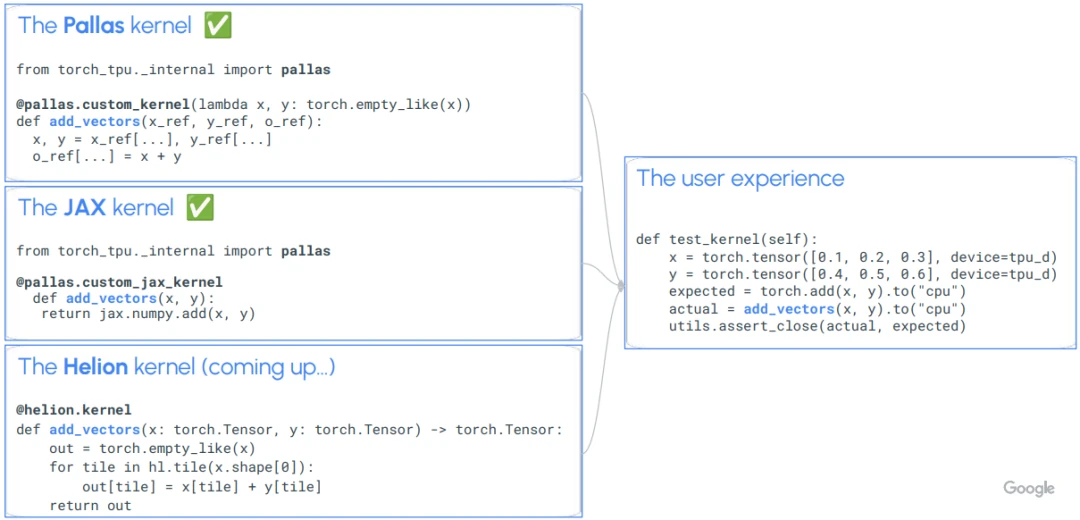 The Pallas kernel ✅
from torch_tpu._internal import pallas
@pallas.custom_kernel(lambda x, y: torch.empty_like(x))
def add_vectors(x_ref, y_ref, o_ref):
  x, y = x_ref[...], y_ref[...]
  o_ref[...] = x + y
The JAX kernel ✅
from torch_tpu._internal import pallas
@pallas.custom_jax_kernel
  def add_vectors(x, y):
   return jax.numpy.add(x, y)
The Helion kernel (coming up...)
@helion.kernel
def add_vectors(x: torch.Tensor, y: torch.Tensor) -> torch.Tensor:
    out = torch.empty_like(x)
    for tile in hl.tile(x.shape[0]):
        out[tile] = x[tile] + y[tile]
    return out
The user experience
def test_kernel(self):
    x = torch.tensor([0.1, 0.2, 0.3], device=tpu_d)
    y = torch.tensor([0.4, 0.5, 0.6], device=tpu_d)
    expected = torch.add(x, y).to("cpu")
    actual = add_vectors(x, y).to("cpu")
    utils.assert_close(actual, expected)
Google